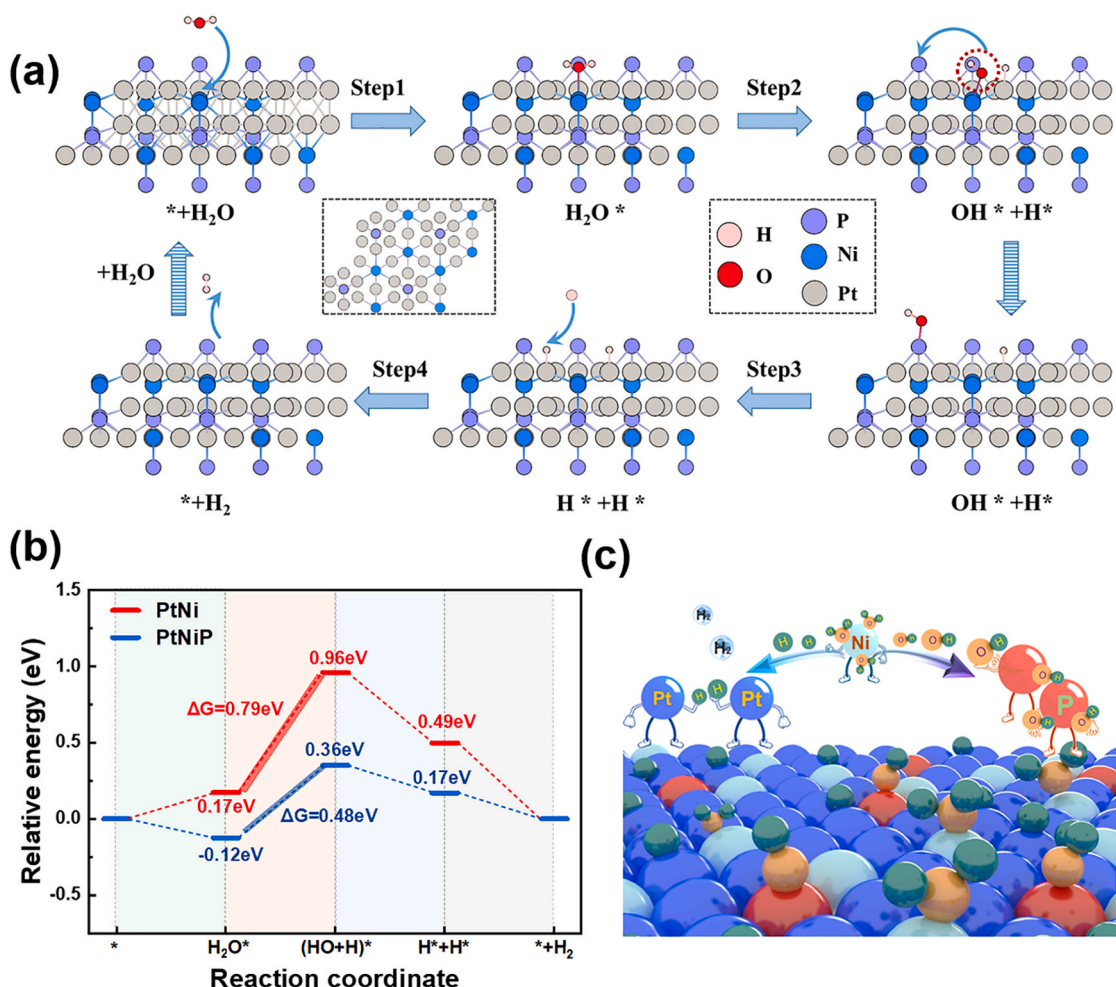 (a)
Step1
Step2
*+H₂O
H₂O *
OH * +H*
+H₂O
H
O
P
Ni
Pt
Step4
Step3
*+H₂
H * +H *
OH * +H*
(b)
(c)
1.5
1.0
0.5
0.0
-0.5
Relative energy (eV)
PtNi
PtNiP
0.96eV
ΔG=0.79eV
0.49eV
0.36eV
0.17eV
0.17eV
ΔG=0.48eV
-0.12eV
*
H₂O*
(HO+H)*
H*+H*
*+H₂
Reaction coordinate
H₂
H₂
H
H
H
O
H
Ni
O
H
O
H
O
H
Pt
H
H
Pt
O
H
P
O
H
O
H